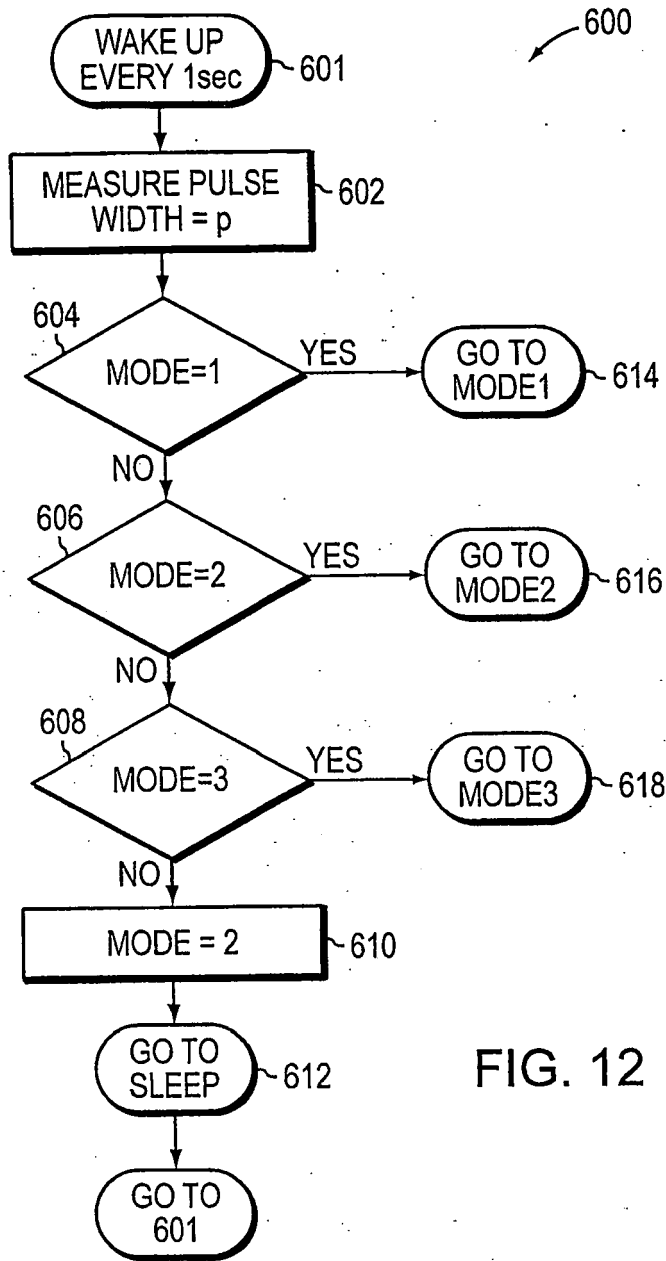 600
WAKE UP
EVERY 1sec
601
MEASURE PULSE
WIDTH = p
602
604
MODE=1
YES
GO TO
MODE1
614
NO
606
MODE=2
YES
GO TO
MODE2
616
NO
608
MODE=3
YES
GO TO
MODE3
618
NO
MODE = 2
610
GO TO
SLEEP
612
FIG. 12
GO TO
601